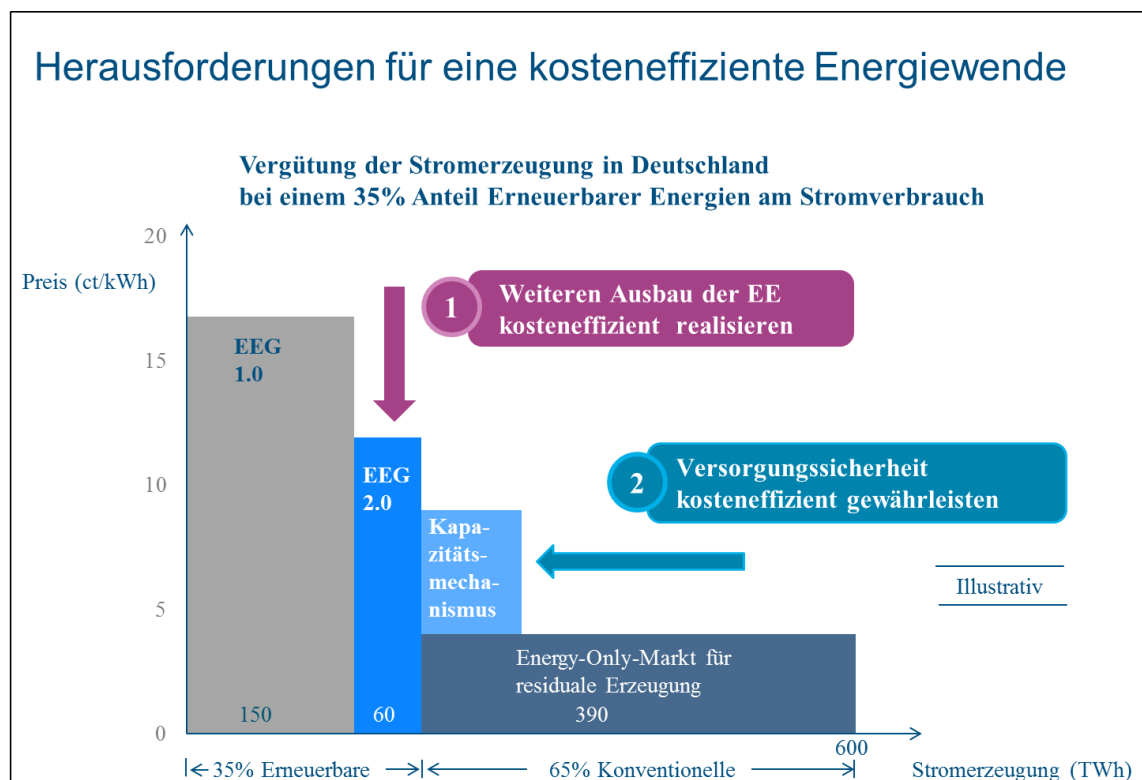 Herausforderungen für eine kosteneffiziente Energiewende
Vergütung der Stromerzeugung in Deutschland
bei einem 35% Anteil Erneuerbarer Energien am Stromverbrauch
20
Preis (ct/kWh)
1
Weiteren Ausbau der EE
kosteneffizient realisieren
15
EEG
1.0
10
EEG
2.0
2
Versorgungssicherheit
kosteneffizient gewährleisten
Kapa-
zitäts-
mecha-
nismus
Illustrativ
5
Energy-Only-Markt für
residuale Erzeugung
150
60
390
0
600
35% Erneuerbare
65% Konventionelle
Stromerzeugung (TWh)